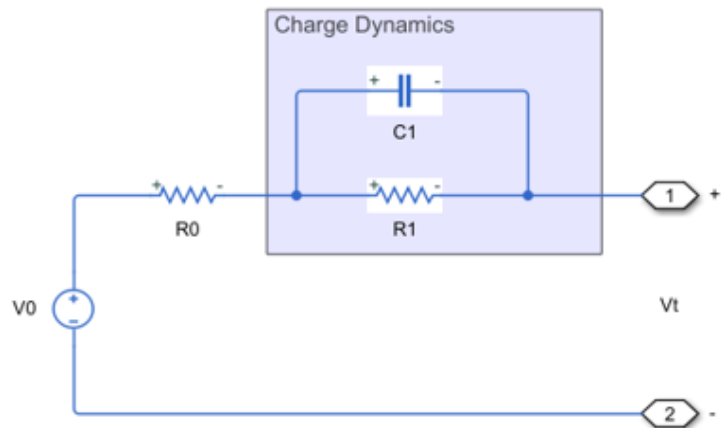 Charge Dynamics
+ -
C1
+ -
+ -
1 +
R0
R1
V0
+
−
Vt
2 -